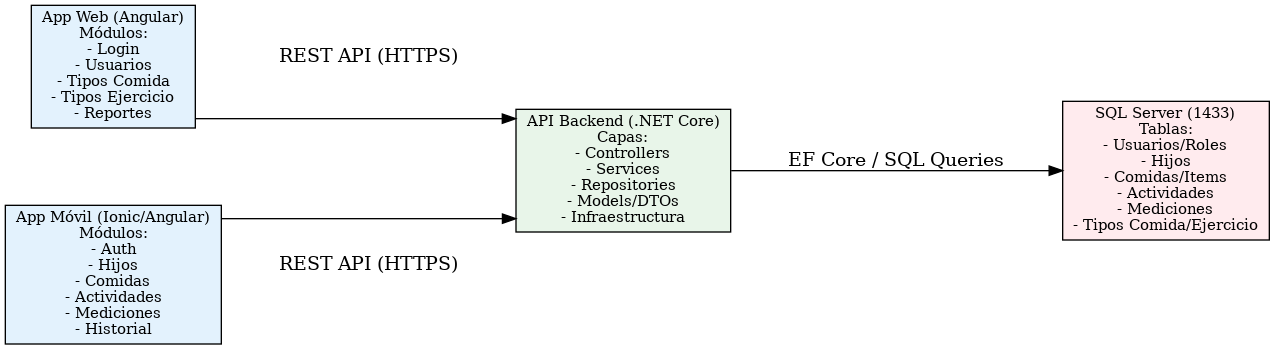 App Web (Angular)
Módulos:
- Login
- Usuarios
- Tipos Comida
- Tipos Ejercicio
- Reportes
REST API (HTTPS)
App Móvil (Ionic/Angular)
Módulos:
- Auth
- Hijos
- Comidas
- Actividades
- Mediciones
- Historial
REST API (HTTPS)
API Backend (.NET Core)
Capas:
- Controllers
- Services
- Repositories
- Models/DTOs
- Infraestructura
EF Core / SQL Queries
SQL Server (1433)
Tablas:
- Usuarios/Roles
- Hijos
- Comidas/Items
- Actividades
- Mediciones
- Tipos Comida/Ejercicio